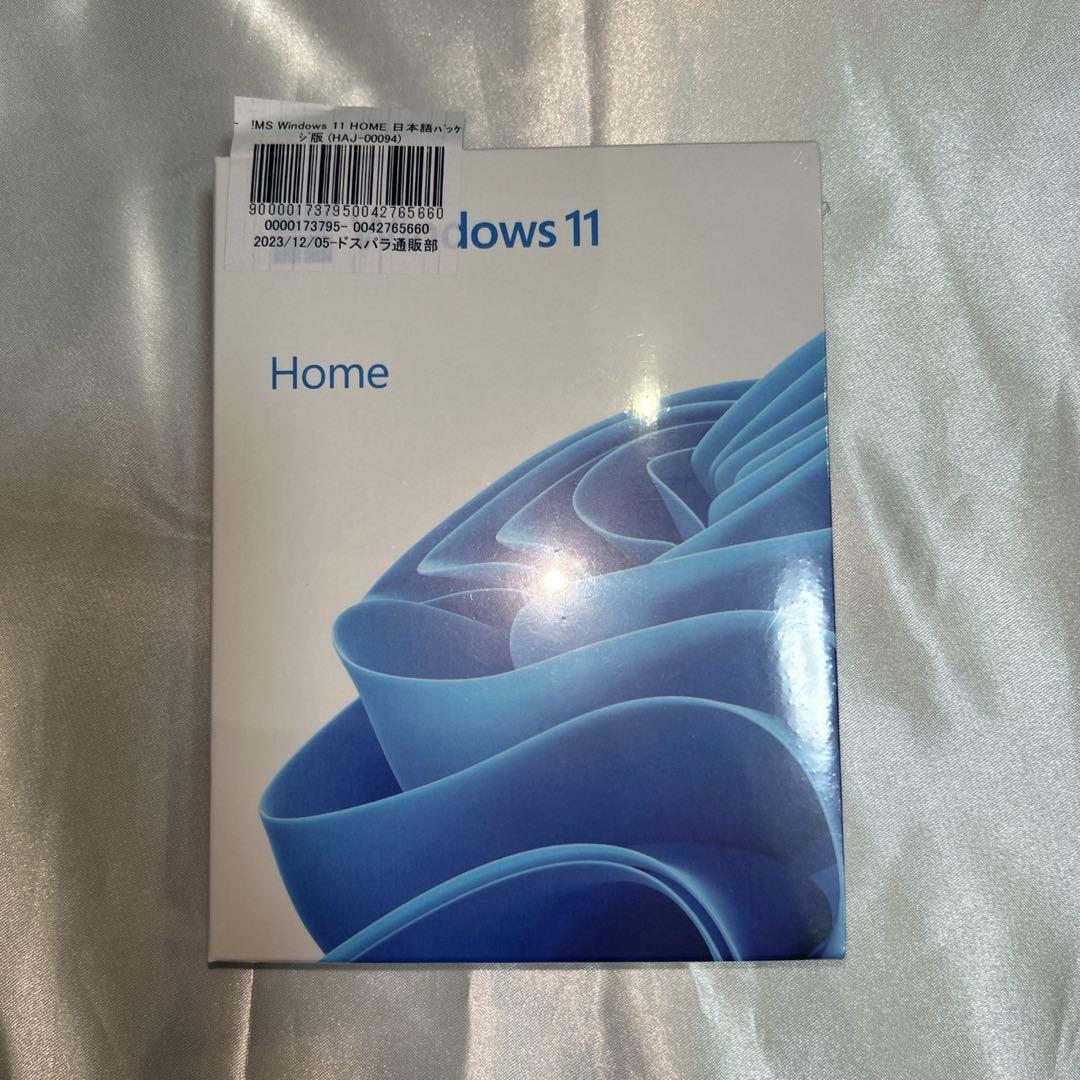 !MS Windows 11 HOME 日本語ﾊﾟｯｹ
ｼﾞ版 (HAJ-00094)
900001737950042765660
0000173795- 0042765660
2023/12/05-ドスパラ通販部
dows 11
Home